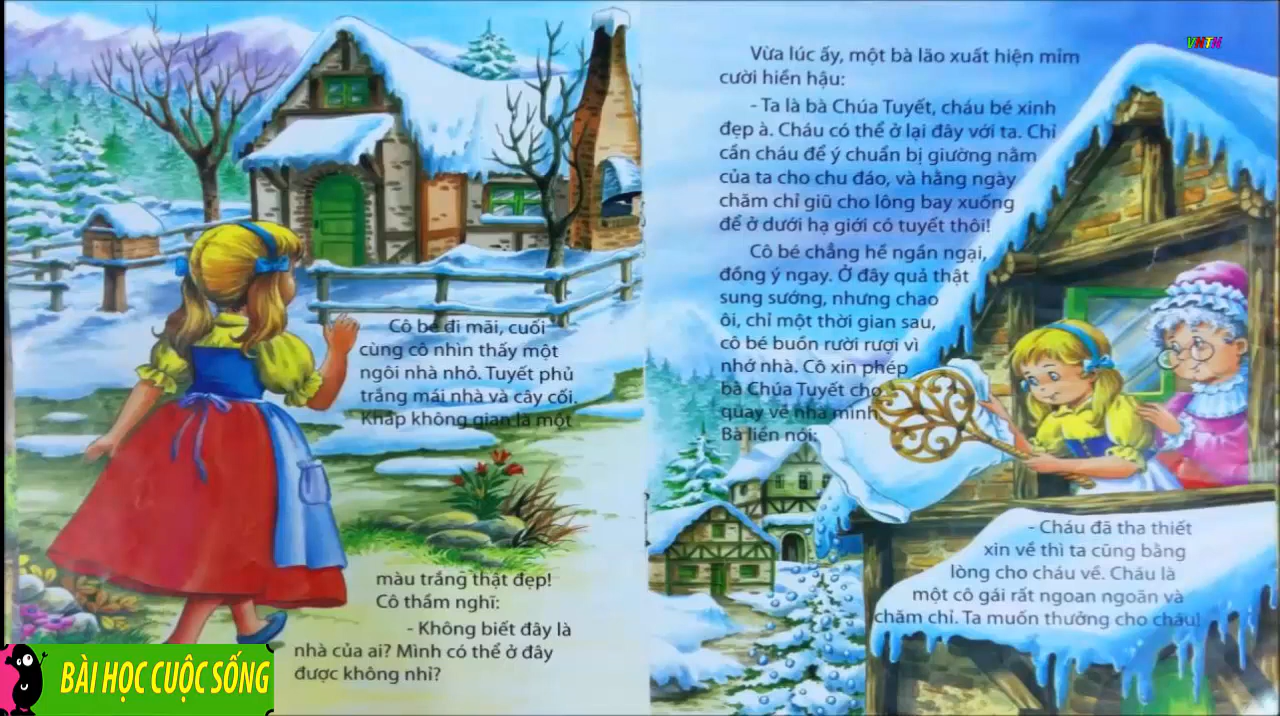 Cô bé đi mãi, cuối
cùng cô nhìn thấy một
ngôi nhà nhỏ. Tuyết phủ
trắng mái nhà và cây cối.
Khắp không gian là một
màu trắng thật đẹp!
Cô thầm nghĩ:
- Không biết đây là
nhà của ai? Mình có thể ở đây
được không nhỉ?
BÀI HỌC CUỘC SỐNG
VNTN
Vừa lúc ấy, một bà lão xuất hiện mỉm
cười hiền hậu:
- Ta là bà Chúa Tuyết, cháu bé xinh
đẹp à. Cháu có thể ở lại đây với ta. Chỉ
cần cháu để ý chuẩn bị giường nằm
của ta cho chu đáo, và hằng ngày
chăm chỉ giũ cho lông bay xuống
để ở dưới hạ giới có tuyết thôi!
Cô bé chẳng hề ngần ngại,
đồng ý ngay. Ở đây quả thật
sung sướng, nhưng chao
ôi, chỉ một thời gian sau,
cô bé buồn rười rượi vì
nhớ nhà. Cô xin phép
bà Chúa Tuyết cho
quay về nhà mình.
Bà liền nói:
- Cháu đã tha thiết
xin về thì ta cũng bằng
lòng cho cháu về. Cháu là
một cô gái rất ngoan ngoãn và
chăm chỉ. Ta muốn thưởng cho cháu!